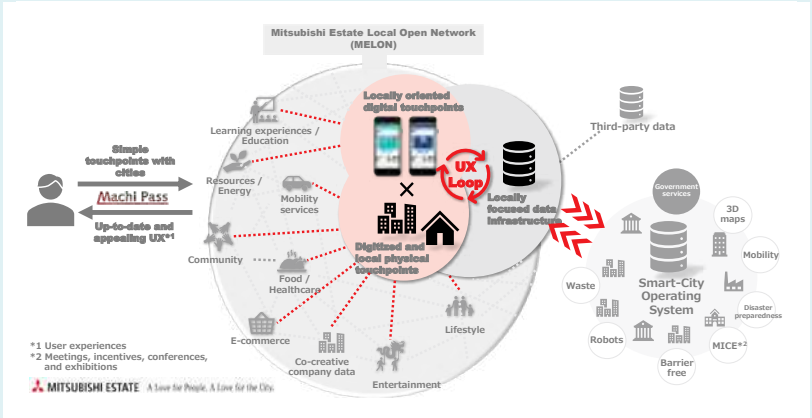 Mitsubishi Estate Local Open Network
(MELON)
Locally oriented
digital touchpoints
Learning experiences /
Education
Third-party data
Simple
touchpoints with
cities
Machi Pass
Up-to-date and
appealing UX*1
Resources /
Energy
Mobility
services
UX
Loop
×
Locally
focused data
infrastructure
Digitized and
local physical
touchpoints
Community
Food /
Healthcare
E-commerce
Co-creative
company data
Entertainment
Lifestyle
Government
services
3D
maps
Mobility
Smart-City
Operating
System
Waste
Disaster
preparedness
Robots
MICE*2
Barrier
free
*1 User experiences
*2 Meetings, incentives, conferences,
and exhibitions
MITSUBISHI ESTATE A Love for People, A Love for the City.